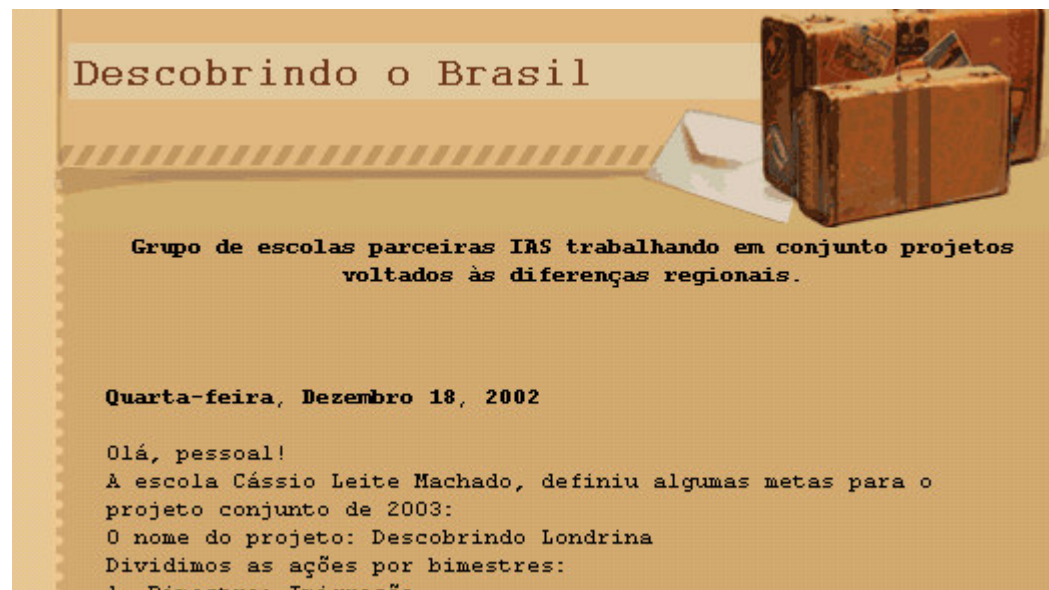 Descobrindo o Brasil
Grupo de escolas parceiras IAS trabalhando em conjunto projetos
voltados às diferenças regionais.
Quarta-feira, Dezembro 18, 2002
Olá, pessoal!
A escola Cássio Leite Machado, definiu algumas metas para o
projeto conjunto de 2003:
O nome do projeto: Descobrindo Londrina
Dividimos as ações por bimestres: